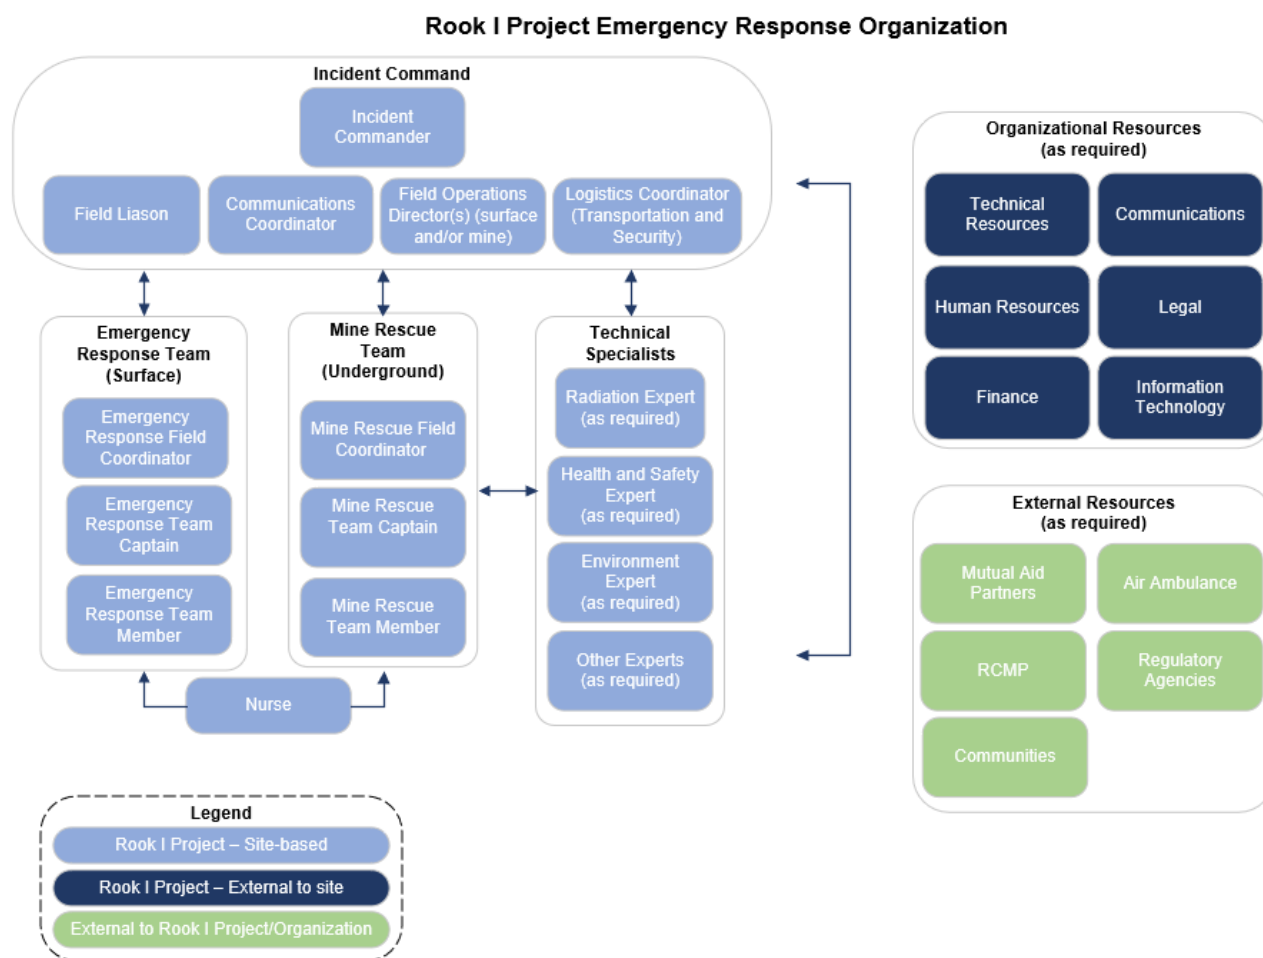 Rook I Project Emergency Response Organization
Incident Command
Incident
Commander
Field Liason
Communications
Coordinator
Field Operations
Director(s) (surface
and/or mine)
Logistics Coordinator
(Transportation and
Security)
Emergency
Response Team
(Surface)
Emergency
Response Field
Coordinator
Emergency
Response Team
Captain
Emergency
Response Team
Member
Mine Rescue
Team
(Underground)
Mine Rescue Field
Coordinator
Mine Rescue
Team Captain
Mine Rescue
Team Member
Nurse
Technical
Specialists
Radiation Expert
(as required)
Health and Safety
Expert
(as required)
Environment
Expert
(as required)
Other Experts
(as required)
Organizational Resources
(as required)
Technical
Resources
Communications
Human Resources
Legal
Finance
Information
Technology
External Resources
(as required)
Mutual Aid
Partners
Air Ambulance
RCMP
Regulatory
Agencies
Communities
Legend
Rook I Project – Site-based
Rook I Project – External to site
External to Rook I Project/Organization